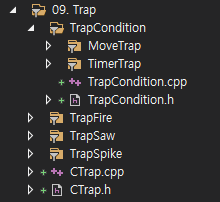 09. Trap
TrapCondition
MoveTrap
TimerTrap
TrapCondition.cpp
TrapCondition.h
TrapFire
TrapSaw
TrapSpike
CTrap.cpp
CTrap.h